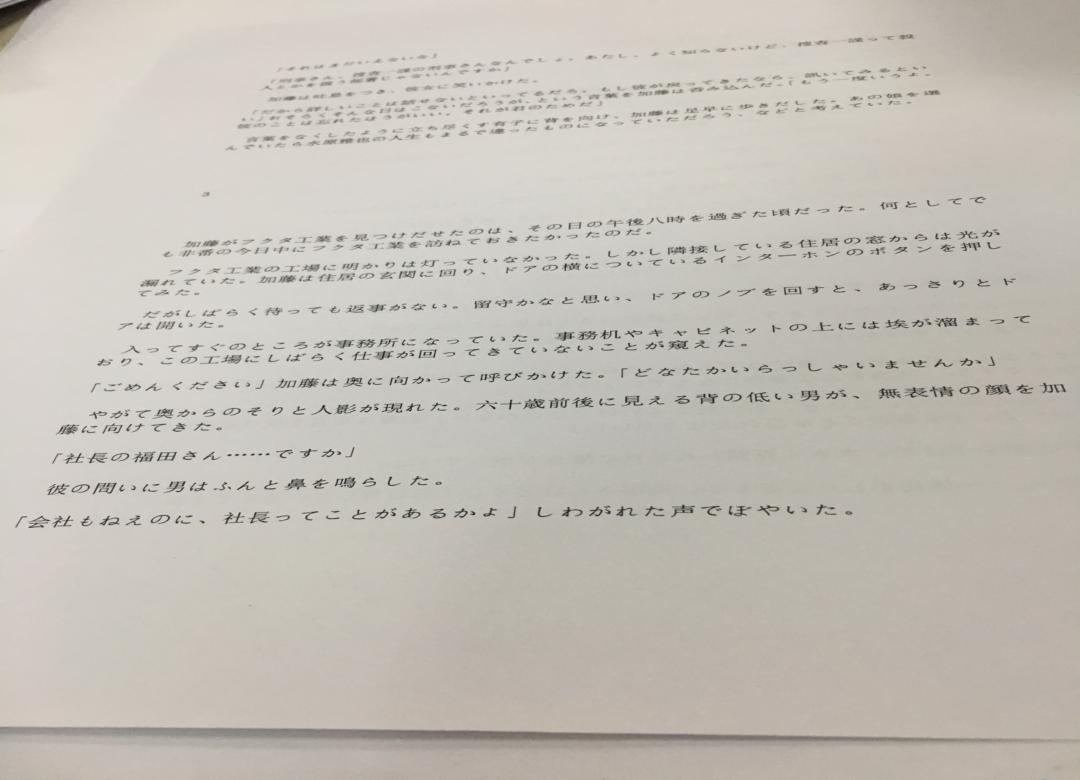 「それはまだいえないな」
「刑事さん、捜査一課の刑事さんなんでしょ。あたし、よく知らないけど、捜査一課って殺
人とかを扱う部署じゃないんですか」
加藤は吐息をつき、彼女に笑いかけた。
「だから詳しいことは話せないといってるだろ。もし彼が戻ってきたなら、訊いてみるとい
い」おそらくそんな日はこないだろうが、という言葉を加藤は呑み込んだ。「もう一度いうよ。
彼のことは忘れたほうがいい。それが君のためだ」
言葉をなくしたように立ち尽くす有子に背を向け、加藤は足早に歩きだした。あの娘を選
んでいたら水原雅也の人生もまるで違ったものになっていただろう、などと考えていた。
3
加藤がフクタ工業を見つけだせたのは、その日の午後八時を過ぎた頃だった。何としてで
も非番の今日中にフクタ工業を訪ねておきたかったのだ。
フクタ工業の工場に明かりは灯っていなかった。しかし隣接している住居の窓からは光が
漏れていた。加藤は住居の玄関に回り、ドアの横についているインターホンのボタンを押し
てみた。
だがしばらく待っても返事がない。留守かなと思い、ドアのノブを回すと、あっさりとド
アは開いた。
入ってすぐのところが事務所になっていた。事務机やキャビネットの上には埃が溜まって
おり、この工場にしばらく仕事が回ってきていないことが窺えた。
「ごめんください」加藤は奥に向かって呼びかけた。「どなたかいらっしゃいませんか」
やがて奥からのそりと人影が現れた。六十歳前後に見える背の低い男が、無表情の顔を加
藤に向けてきた。
「社長の福田さん……ですか」
彼の問いに男はふんと鼻を鳴らした。
「会社もねえのに、社長ってことがあるかよ」しわがれた声でぼやいた。